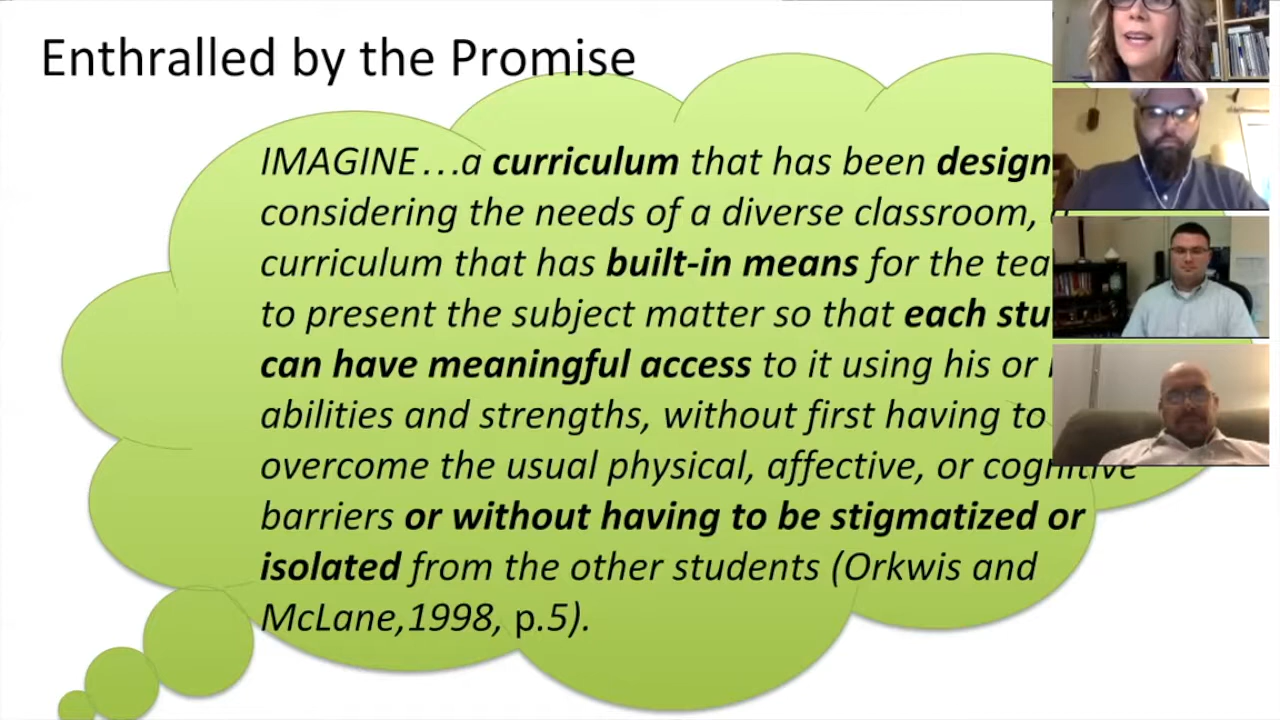 Enthralled by the Promise
IMAGINE…a curriculum that has been design
considering the needs of a diverse classroom,
curriculum that has built-in means for the tea
to present the subject matter so that each stu
can have meaningful access to it using his or
abilities and strengths, without first having to
overcome the usual physical, affective, or cognitive
barriers or without having to be stigmatized or
isolated from the other students (Orkwis and
McLane,1998, p.5).